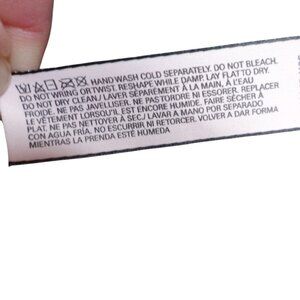 HAND WASH COLD SEPARATELY. DO NOT BLEACH.
DO NOT WRING OR TWIST. RESHAPE WHILE DAMP. LAY FLAT TO DRY.
DO NOT DRY CLEAN./ LAVER SÉPARÉMENT À LA MAIN, À L'EAU
FROIDE. NE PAS JAVELLISER. NE PAS TORDRE NI ESSORER. REPLACER
LE VÊTEMENT LORSQU'IL EST ENCORE HUMIDE. FAIRE SÉCHER À
PLAT. NE PAS NETTOYER À SEC./ LAVAR A MANO POR SEPARADO
CON AGUA FRÍA. NO ESCURRIR NI RETORCER. VOLVER A DAR FORMA
MIENTRAS LA PRENDA ESTÉ HÚMEDA